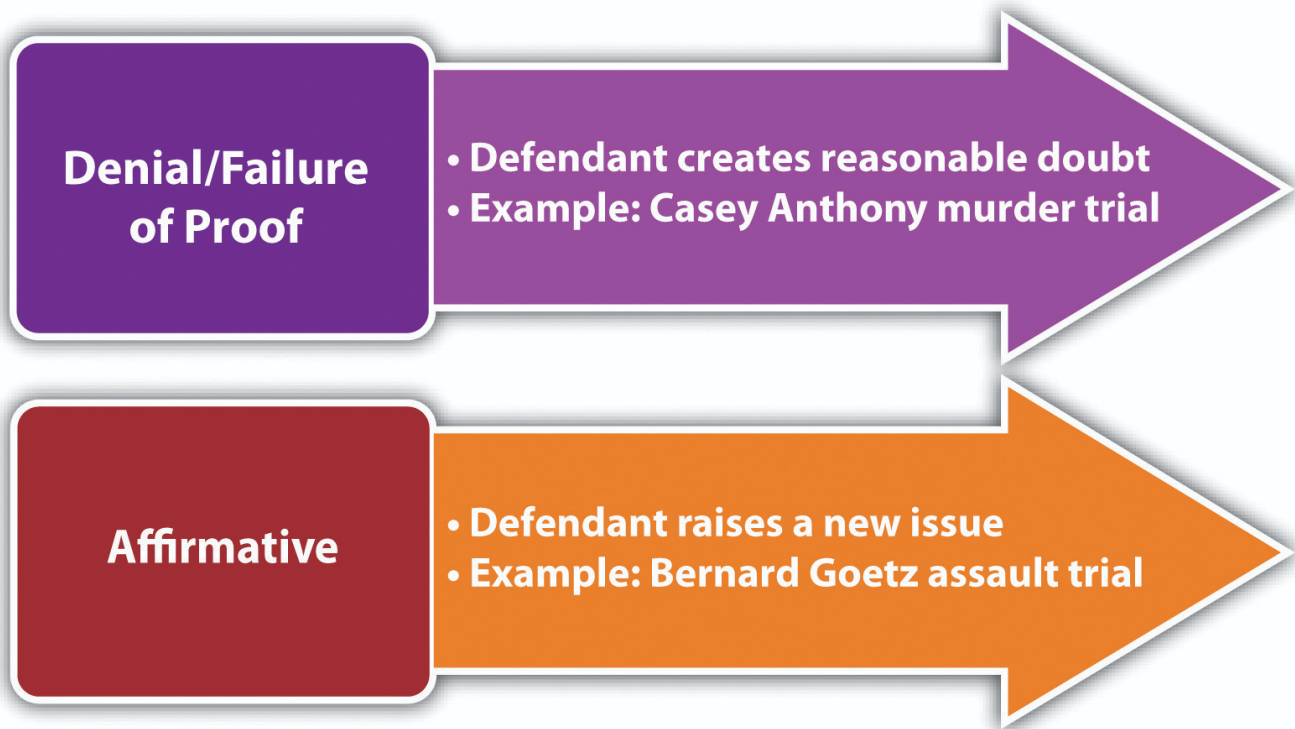 Denial/Failure
of Proof
• Defendant creates reasonable doubt
• Example: Casey Anthony murder trial
Affirmative
• Defendant raises a new issue
• Example: Bernard Goetz assault trial